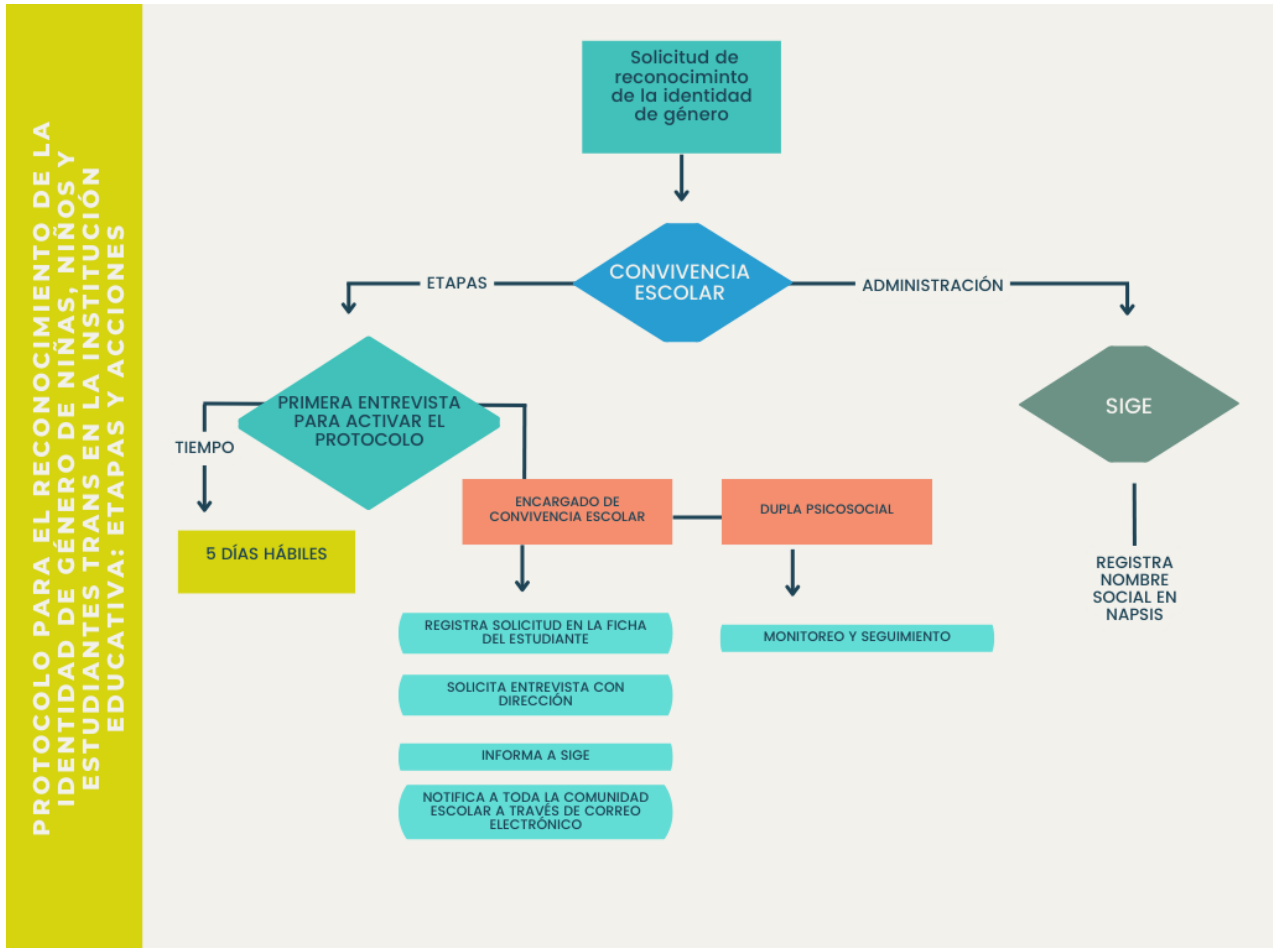 PROTOCOLO PARA EL RECONOCIMIENTO DE LA
IDENTIDAD DE GÉNERO DE NIÑAS, NIÑOS Y
ESTUDIANTES TRANS EN LA INSTITUCIÓN
EDUCATIVA: ETAPAS Y ACCIONES
Solicitud de
reconociminto
de la identidad
de género
CONVIVENCIA
ESCOLAR
ETAPAS
ADMINISTRACIÓN
PRIMERA ENTREVISTA
PARA ACTIVAR EL
PROTOCOLO
SIGE
TIEMPO
5 DÍAS HÁBILES
ENCARGADO DE
CONVIVENCIA ESCOLAR
DUPLA PSICOSOCIAL
REGISTRA
NOMBRE
SOCIAL EN
NAPSIS
REGISTRA SOLICITUD EN LA FICHA
DEL ESTUDIANTE
MONITOREO Y SEGUIMIENTO
SOLICITA ENTREVISTA CON
DIRECCIÓN
INFORMA A SIGE
NOTIFICA A TODA LA COMUNIDAD
ESCOLAR A TRAVÉS DE CORREO
ELECTRÓNICO